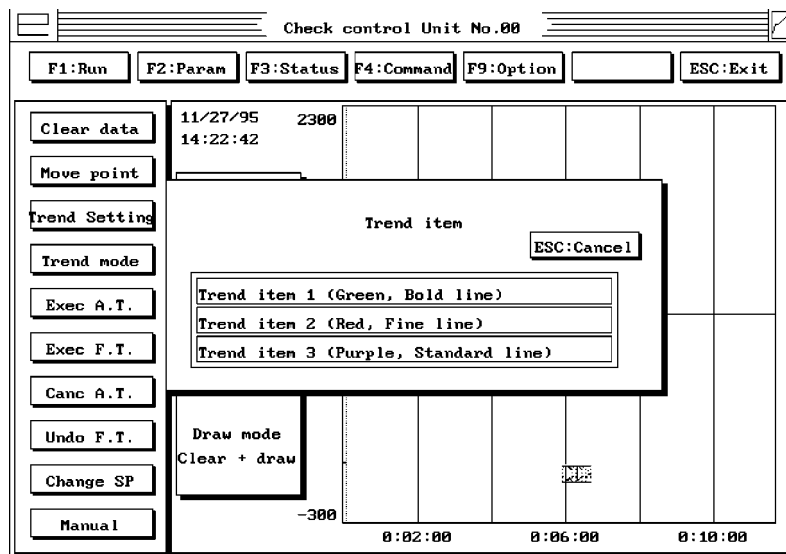 Check control Unit No.00
F1:Run F2:Param F3:Status F4:Command F9:Option ESC:Exit
Clear data
Move point
Trend Setting
Trend mode
Exec A.T.
Exec F.T.
Canc A.T.
Undo F.T.
Change SP
Manual
11/27/95
14:22:42
2300
Trend item
ESC:Cancel
Trend item 1 (Green, Bold line)
Trend item 2 (Red, Fine line)
Trend item 3 (Purple, Standard line)
Draw mode
Clear + draw
-300
0:02:00 0:06:00 0:10:00